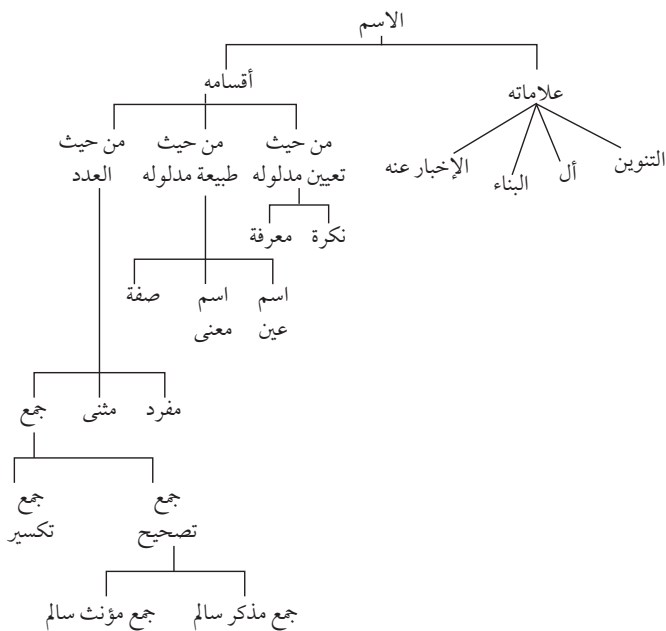 الاسم
علاماته
أقسامه
التنوين
أل
البناء
الإخبار عنه
من حيث
تعيين مدلوله
من حيث
طبيعة مدلوله
من حيث
العدد
نكرة
معرفة
اسم
عين
اسم
معنى
صفة
مفرد
مثنى
جمع
جمع
تصحيح
جمع
تكسير
جمع مذكر سالم
جمع مؤنث سالم